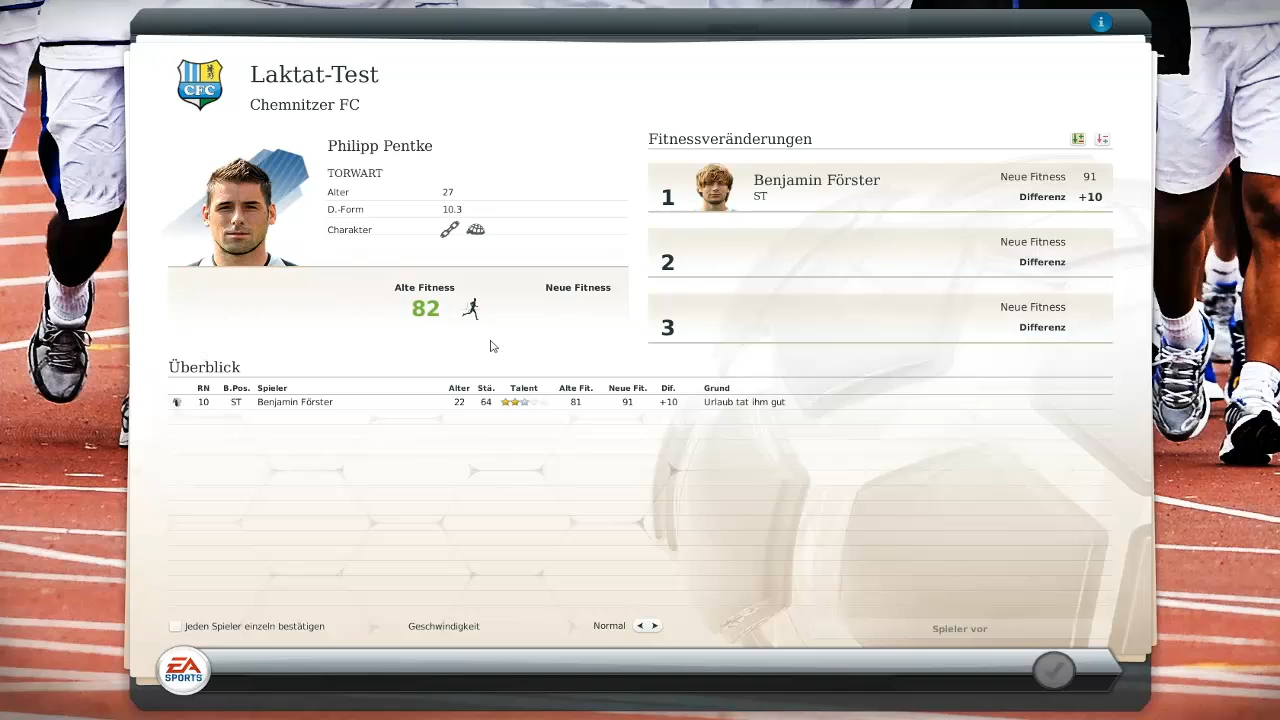 Laktat-Test
CFC
Chemnitzer FC
Philipp Pentke
TORWART
Alter 27
D.-Form 10.3
Charakter
Alte Fitness Neue Fitness
82
Fitnessveränderungen
1 Benjamin Förster Neue Fitness 91
ST Differenz +10
2 Neue Fitness
Differenz
3 Neue Fitness
Differenz
Überblick
RN B.Pos. Spieler Alter Stä. Talent Alte Fit. Neue Fit. Dif. Grund
10 ST Benjamin Förster 22 64 81 91 +10 Urlaub tat ihm gut
Jeden Spieler einzeln bestätigen Geschwindigkeit Normal Spieler vor
EA
SPORTS